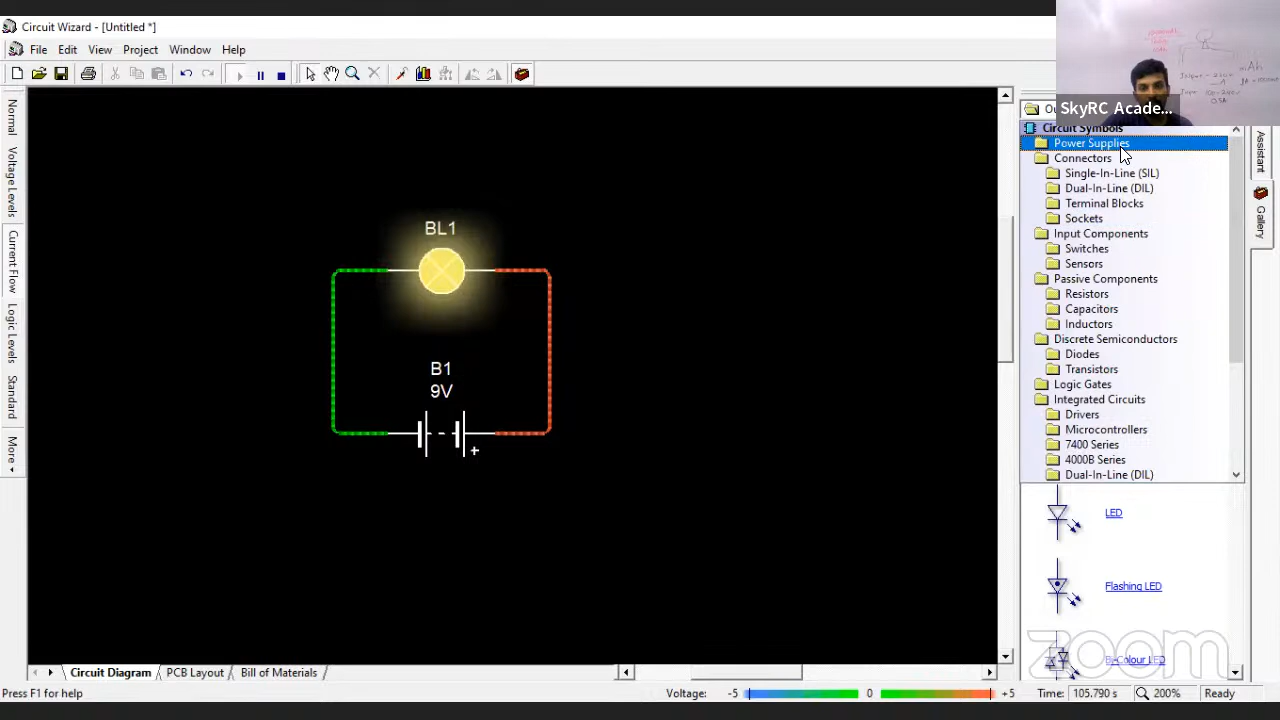 Circuit Wizard - [Untitled *]
File Edit View Project Window Help
SkyRC Acade...
Normal
Voltage Levels
Current Flow
Logic Levels
Standard
More
BL1
B1
9V
+
Circuit Symbols
Power Supplies
Connectors
Single-In-Line (SIL)
Dual-In-Line (DIL)
Terminal Blocks
Sockets
Input Components
Switches
Sensors
Passive Components
Resistors
Capacitors
Inductors
Discrete Semiconductors
Diodes
Transistors
Logic Gates
Integrated Circuits
Drivers
Microcontrollers
7400 Series
4000B Series
Dual-In-Line (DIL)
LED
Flashing LED
Bi-Colour LED
Assistant
Gallery
zoom
Circuit Diagram PCB Layout Bill of Materials
Press F1 for help
Voltage: -5 0 +5 Time: 105.790 s 200% Ready